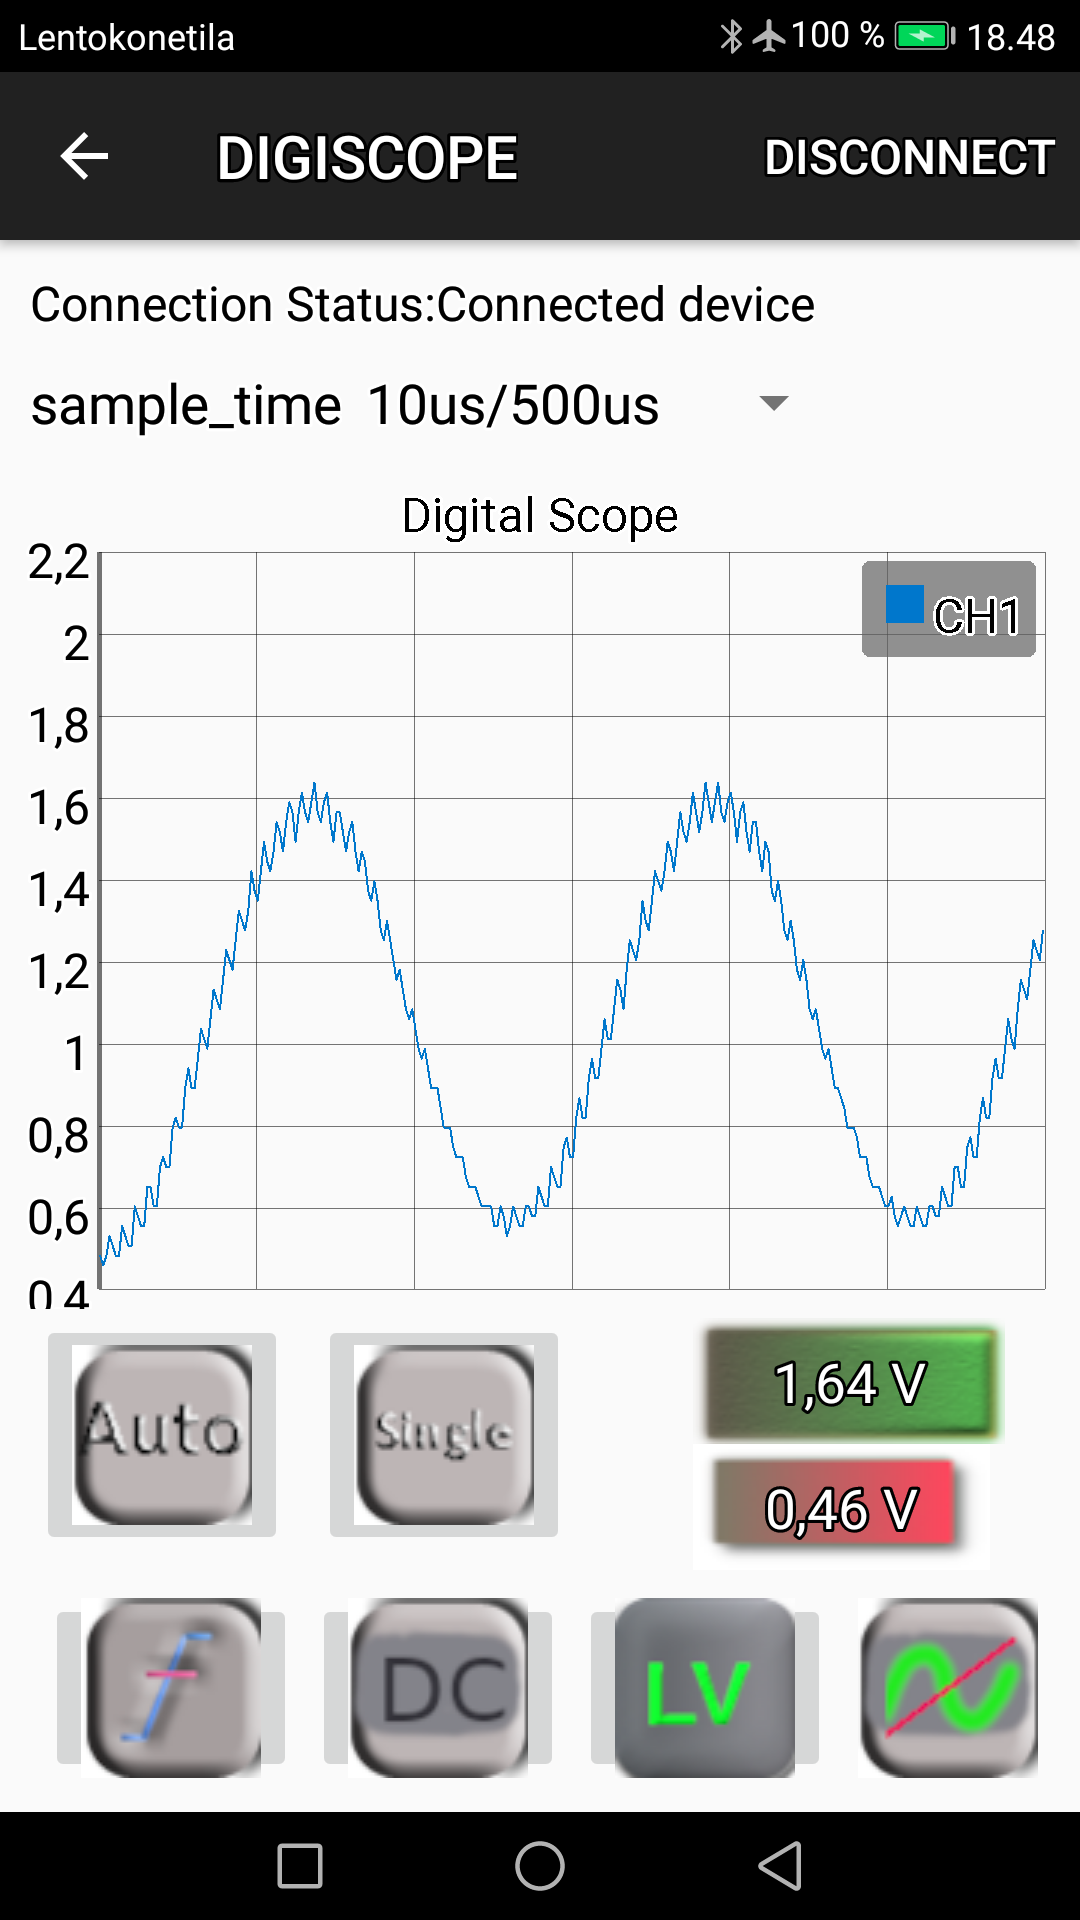 Lentokonetila 100 % 18.48
DIGISCOPE DISCONNECT
Connection Status:Connected device
sample_time 10us/500us
Digital Scope
CH1
2,2
2
1,8
1,6
1,4
1,2
1
0,8
0,6
0,4
Auto Single 1,64 V
0,46 V
DC LV